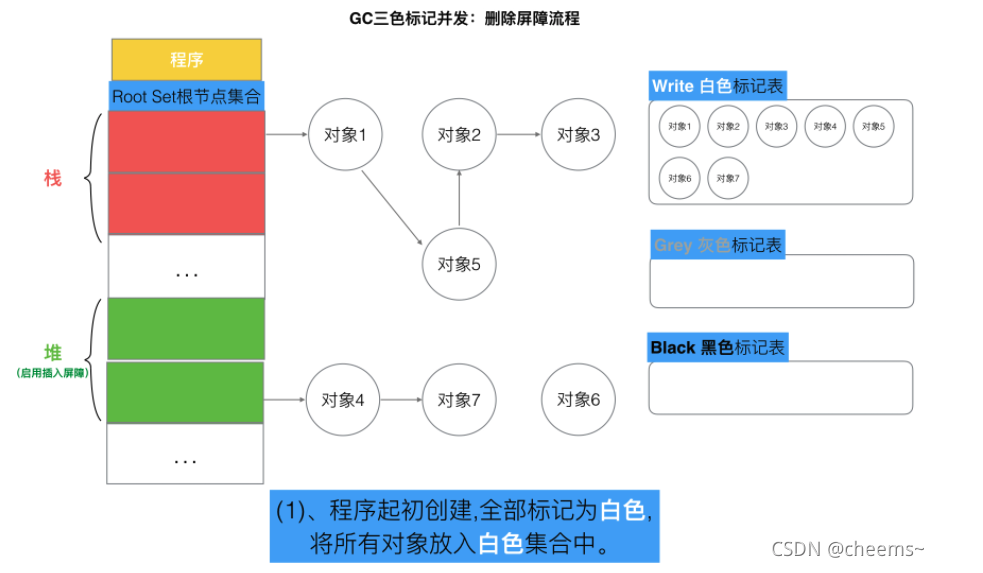 GC三色标记并发：删除屏障流程
程序
Root Set根节点集合
栈
...
堆
(启用插入屏障)
...
对象1
对象2
对象3
对象5
对象4
对象7
对象6
Write 白色标记表
对象1 对象2 对象3 对象4 对象5
对象6 对象7
Grey 灰色标记表
Black 黑色标记表
(1)、程序起初创建,全部标记为白色,
将所有对象放入白色集合中。
CSDN @cheems~